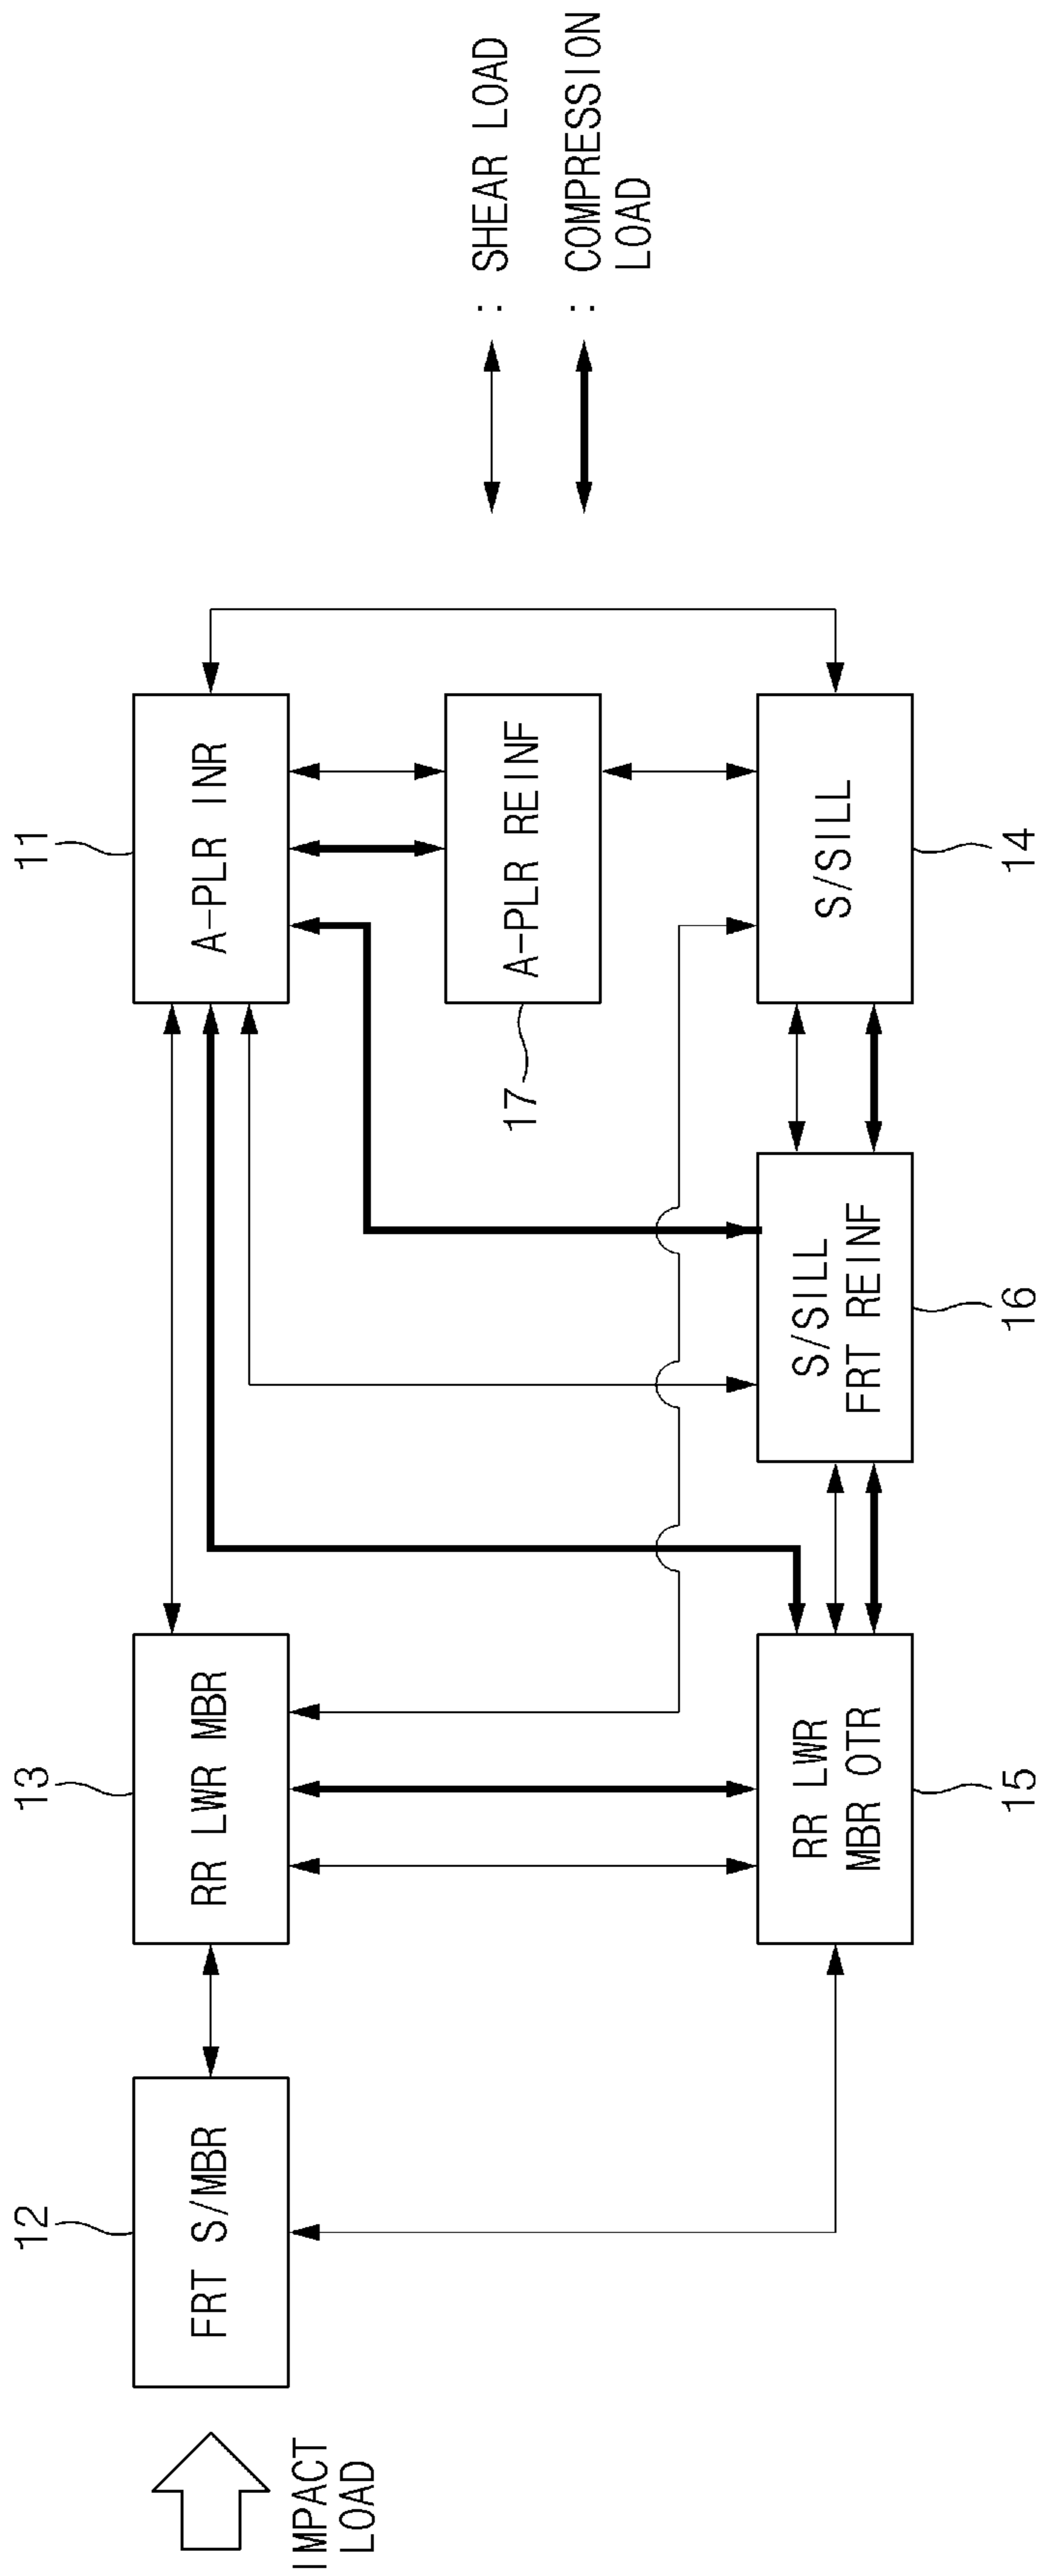 IMPACT
LOAD
12
FRT S/MBR
13
RR LWR MBR
11
A-PLR INR
17
A-PLR REINF
15
RR LWR
MBR OTR
16
S/SILL
FRT REINF
14
S/SILL
: SHEAR LOAD
: COMPRESSION
LOAD